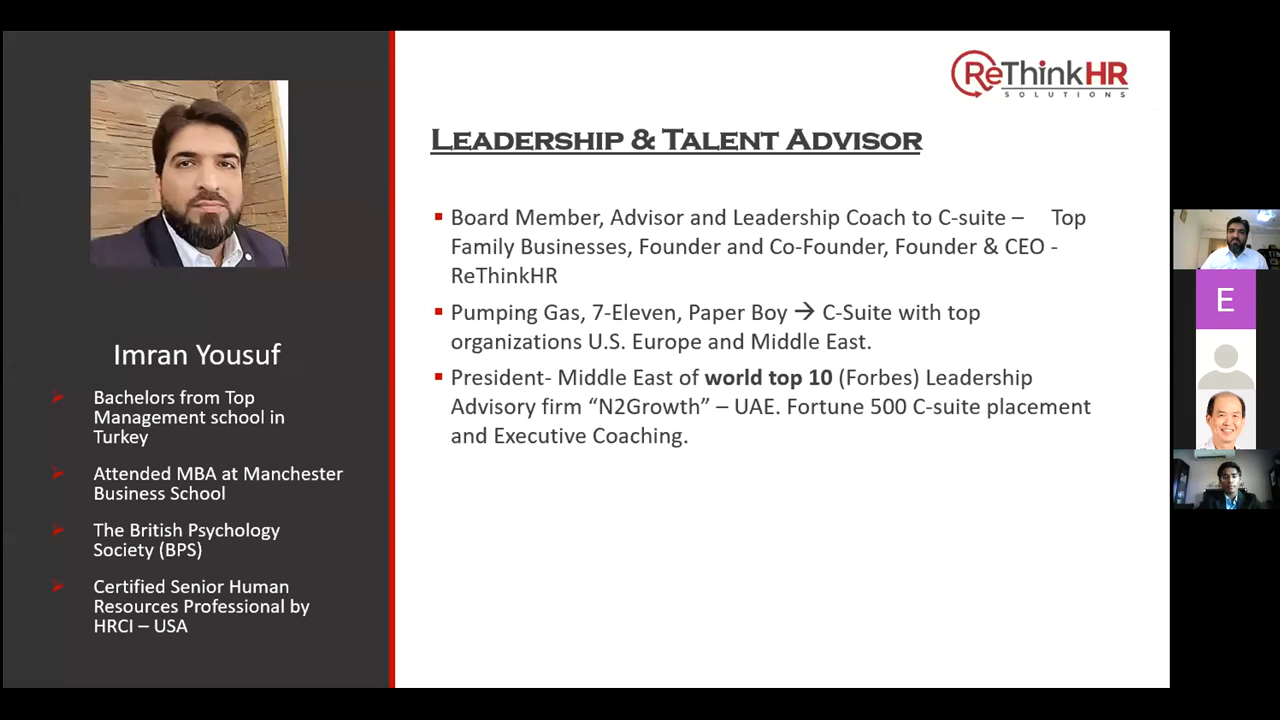 Imran Yousuf
Bachelors from Top
Management school in
Turkey
Attended MBA at Manchester
Business School
The British Psychology
Society (BPS)
Certified Senior Human
Resources Professional by
HRCI – USA
ReThinkHR
SOLUTIONS
LEADERSHIP & TALENT ADVISOR
Board Member, Advisor and Leadership Coach to C-suite – Top
Family Businesses, Founder and Co-Founder, Founder & CEO -
ReThinkHR
Pumping Gas, 7-Eleven, Paper Boy → C-Suite with top
organizations U.S. Europe and Middle East.
President- Middle East of world top 10 (Forbes) Leadership
Advisory firm “N2Growth” – UAE. Fortune 500 C-suite placement
and Executive Coaching.
E